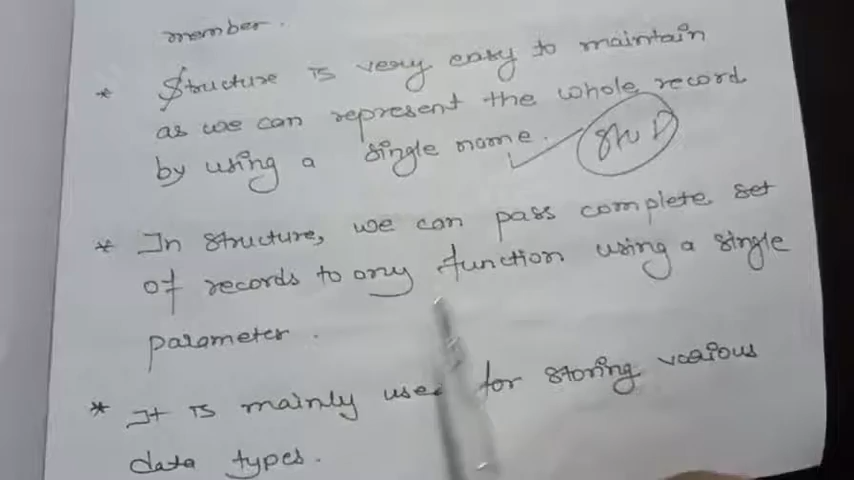 member.
* Structure is very easy to maintain
as we can represent the whole record
by using a single name.
* In structure, we can pass complete set
of records to any function using a single
parameter.
* It is mainly used for storing various
data types.